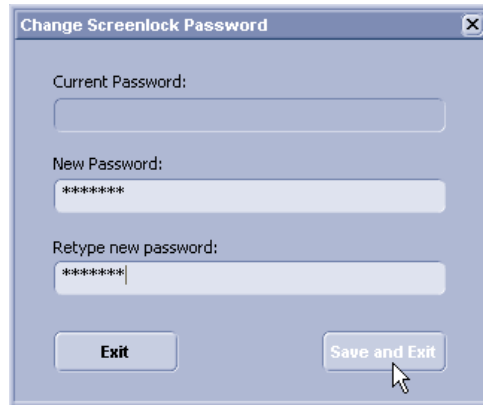 Change Screenlock Password
Current Password:
New Password:
*******
Retype new password:
*******
Exit
Save and Exit